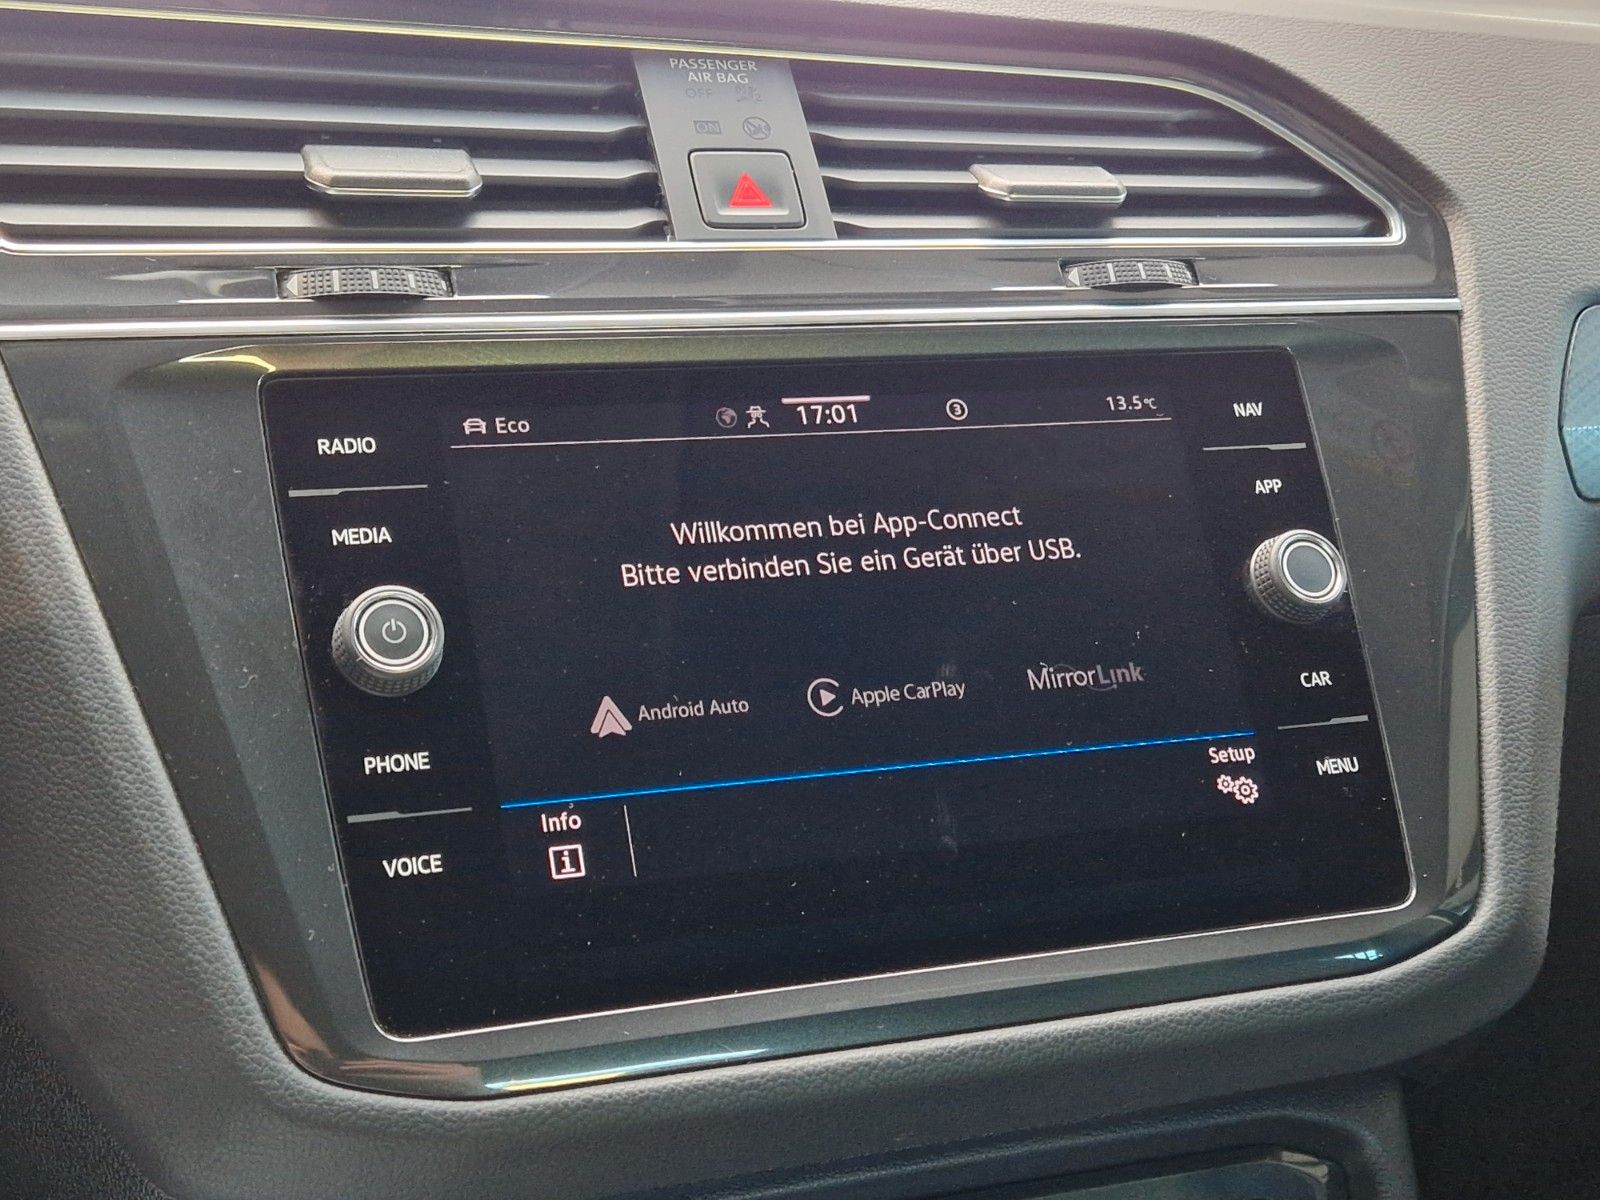 PASSENGER
AIR BAG
OFF
ON
RADIO
MEDIA
PHONE
VOICE
Eco
17:01
3
13.5°C
Willkommen bei App-Connect
Bitte verbinden Sie ein Gerät über USB.
Android Auto
Apple CarPlay
MirrorLink
Info
i
Setup
NAV
APP
CAR
MENU